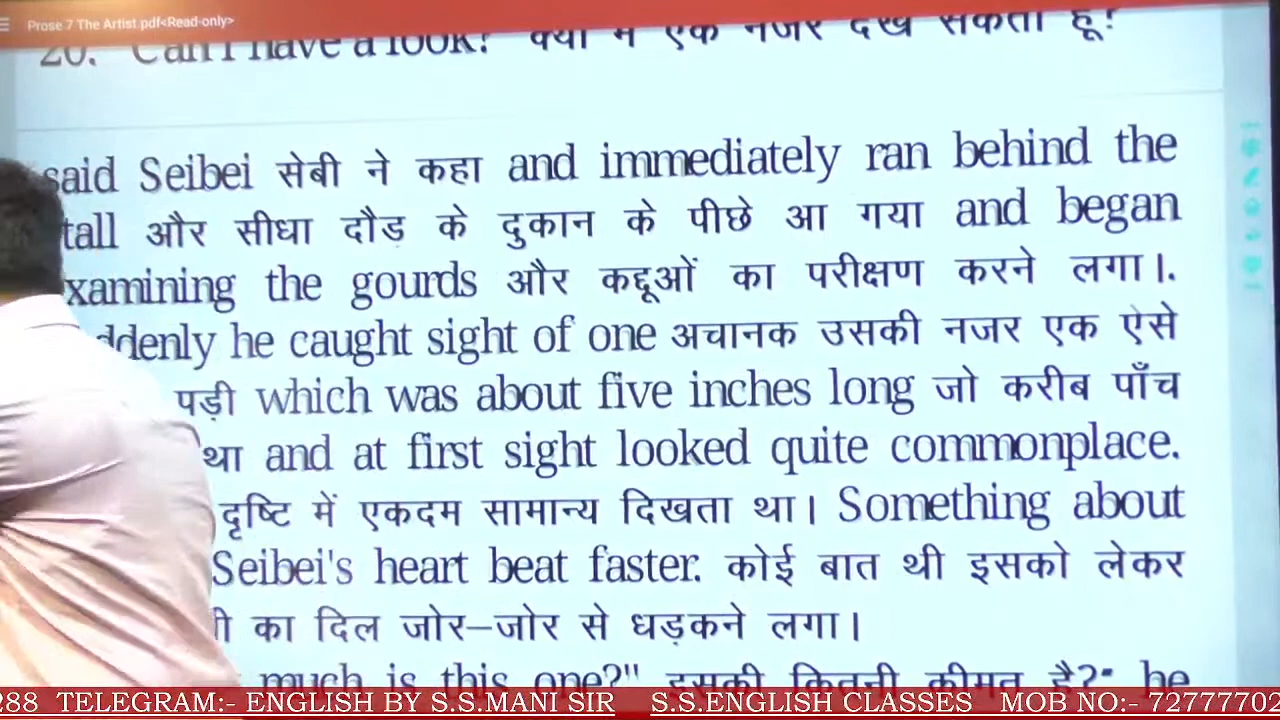 Prose 7 The Artist.pdf<Read-only>
20. Can I have a look? क्या मैं एक नजर देख सकता हूँ?
said Seibei सेबी ने कहा and immediately ran behind the
tall और सीधा दौड़ के दुकान के पीछे आ गया and began
xamining the gourds और कद्दूओं का परीक्षण करने लगा।.
ddenly he caught sight of one अचानक उसकी नजर एक ऐसे
पड़ी which was about five inches long जो करीब पाँच
था and at first sight looked quite commonplace.
दृष्टि में एकदम सामान्य दिखता था। Something about
Seibei's heart beat faster. कोई बात थी इसको लेकर
ी का दिल जोर–जोर से धड़कने लगा।
much is this one?" इसकी कितनी कीमत है?" he
288 TELEGRAM:- ENGLISH BY S.S.MANI SIR S.S.ENGLISH CLASSES MOB NO:- 72777702